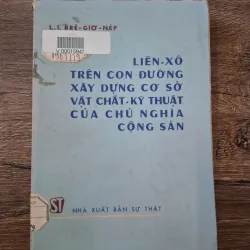 L. I. BRÊ-GIƠ-NÉP
LIÊN-XÔ
TRÊN CON ĐƯỜNG
XÂY DỰNG CƠ SỞ
VẬT CHẤT-KỸ THUẬT
CỦA CHỦ NGHĨA
CỘNG SẢN
ST
NHÀ XUẤT BẢN SỰ THẬT